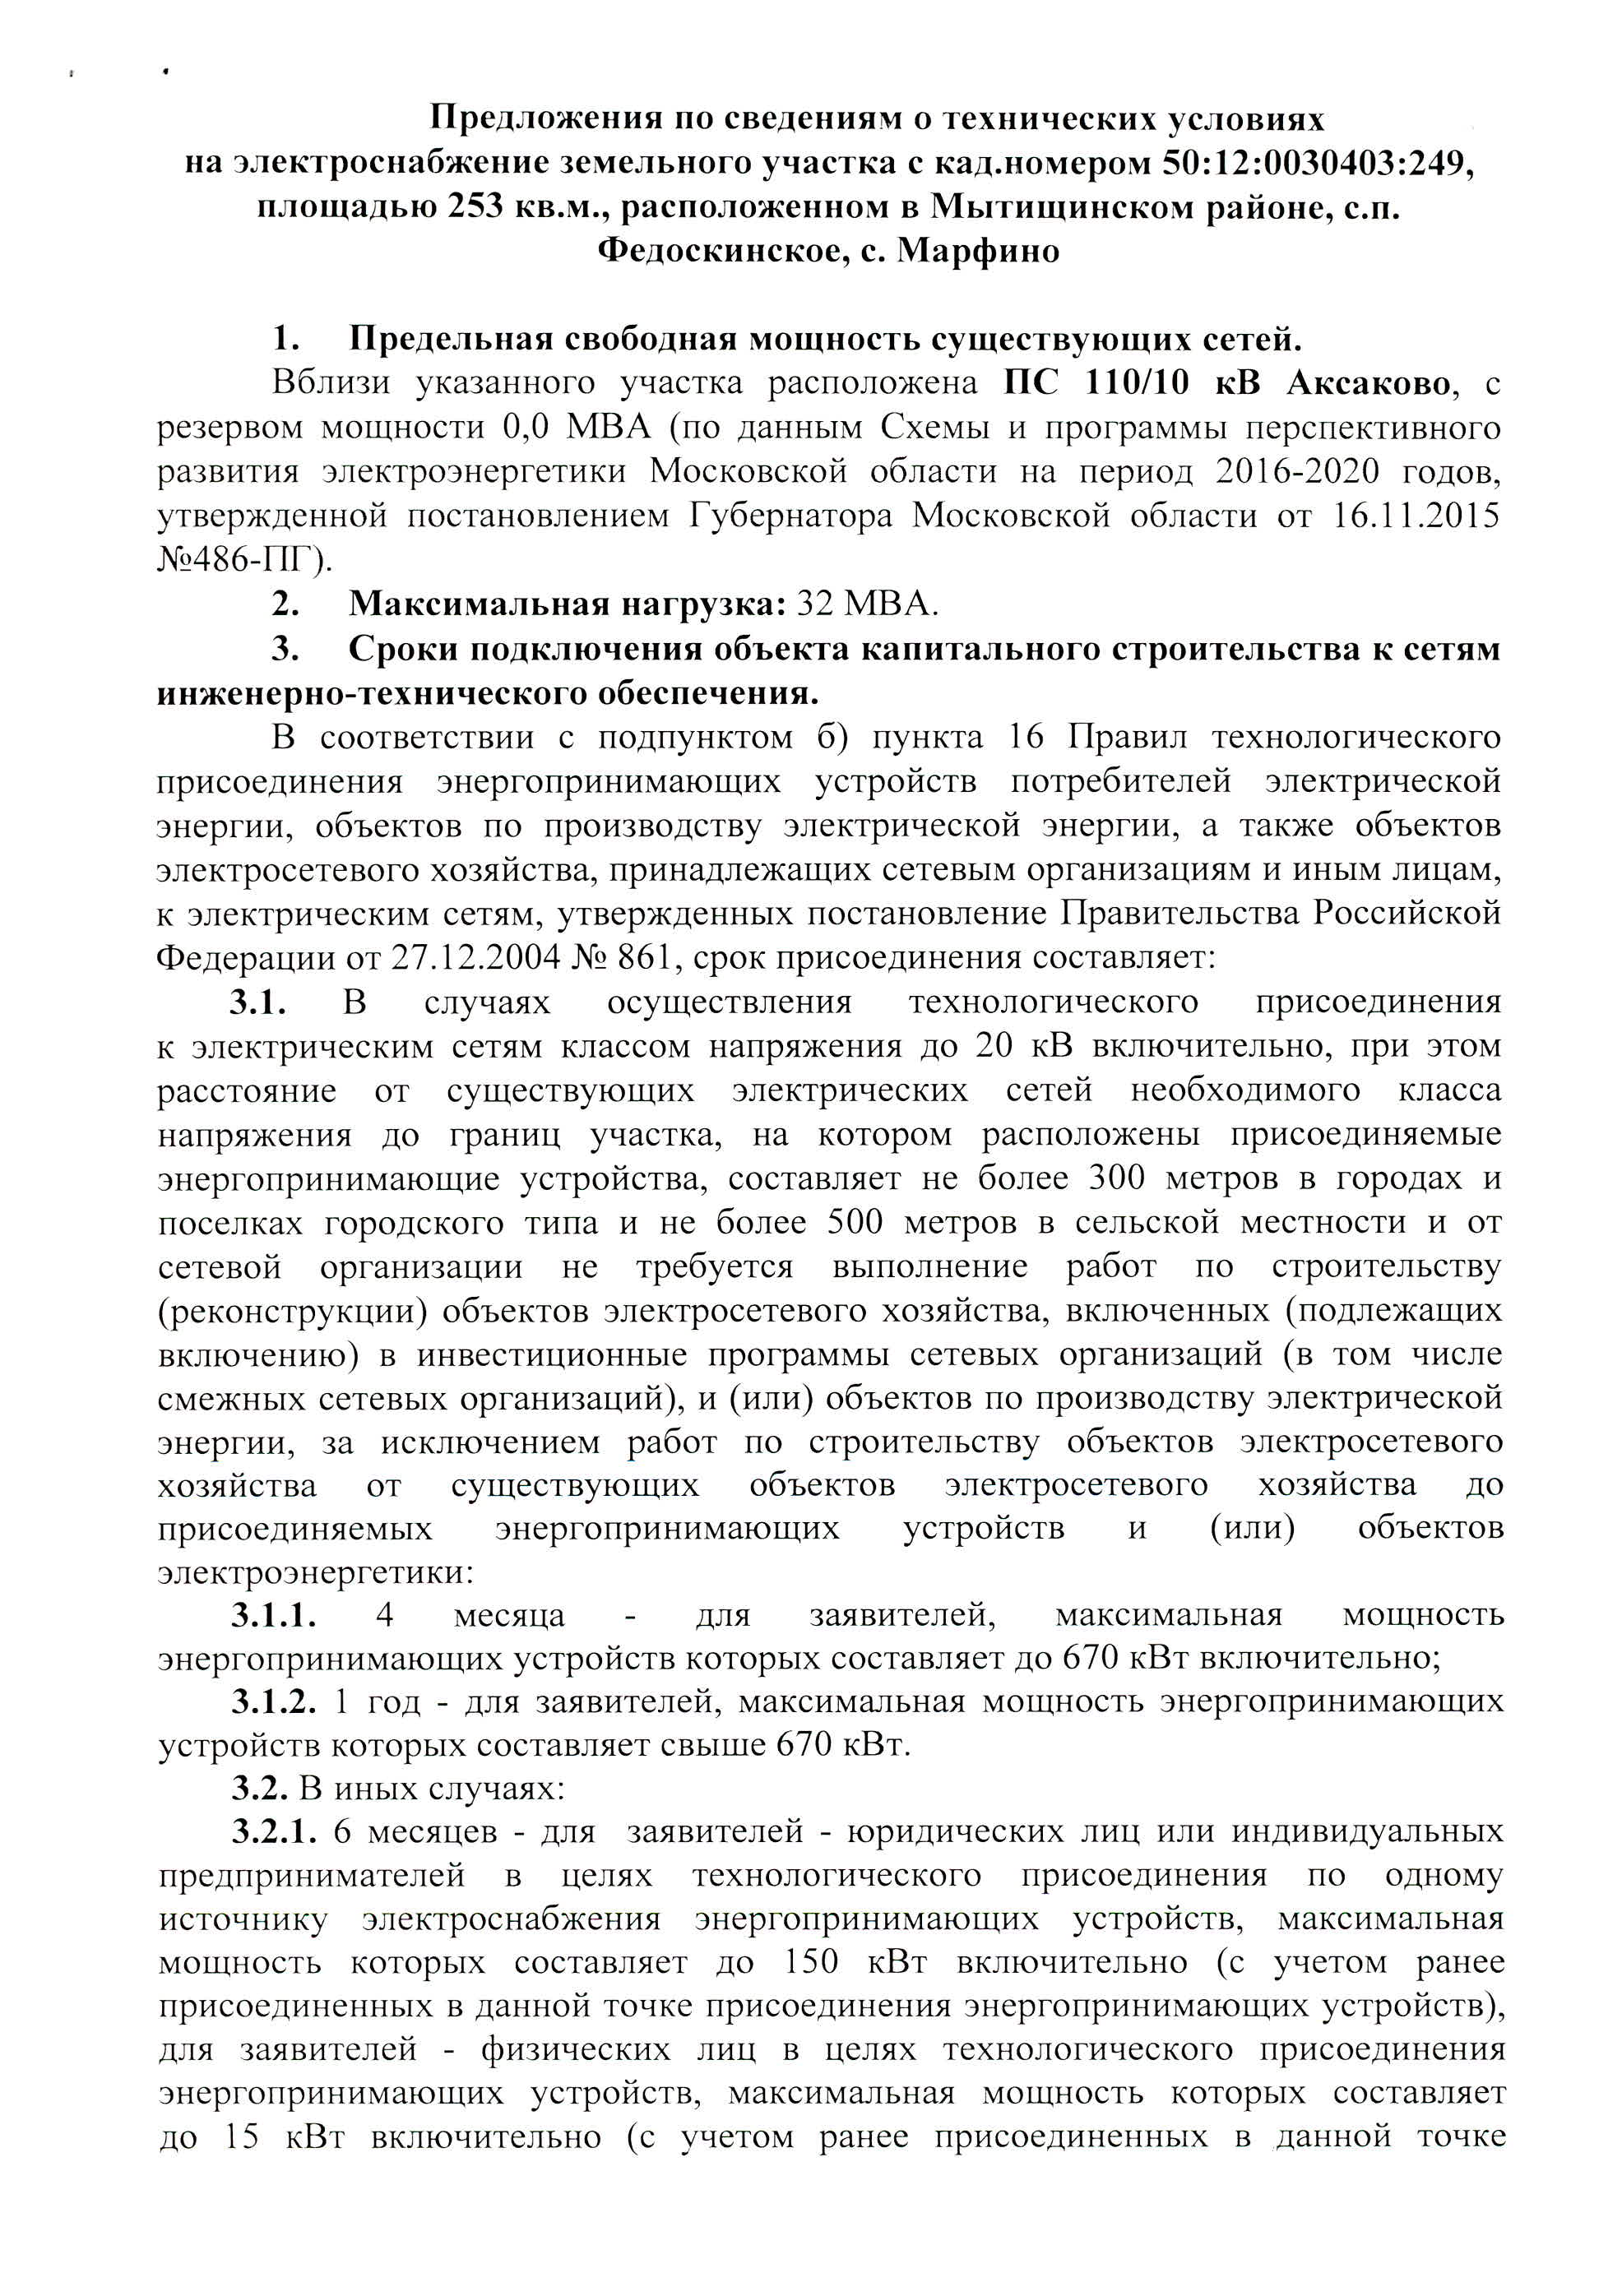 Предложения по сведениям о технических условиях
на электроснабжение земельного участка с кад.номером 50:12:0030403:249,
площадью 253 кв.м., расположенном в Мытищинском районе, с.п.
Федоскинское, с. Марфино
1. Предельная свободная мощность существующих сетей.
Вблизи указанного участка расположена ПС 110/10 кВ Аксаково, с
резервом мощности 0,0 МВА (по данным Схемы и программы перспективного
развития электроэнергетики Московской области на период 2016-2020 годов,
утвержденной постановлением Губернатора Московской области от 16.11.2015
№486-ПГ).
2. Максимальная нагрузка: 32 МВА.
3. Сроки подключения объекта капитального строительства к сетям
инженерно-технического обеспечения.
В соответствии с подпунктом б) пункта 16 Правил технологического
присоединения энергопринимающих устройств потребителей электрической
энергии, объектов по производству электрической энергии, а также объектов
электросетевого хозяйства, принадлежащих сетевым организациям и иным лицам,
к электрическим сетям, утвержденных постановление Правительства Российской
Федерации от 27.12.2004 № 861, срок присоединения составляет:
3.1. В случаях осуществления технологического присоединения
к электрическим сетям классом напряжения до 20 кВ включительно, при этом
расстояние от существующих электрических сетей необходимого класса
напряжения до границ участка, на котором расположены присоединяемые
энергопринимающие устройства, составляет не более 300 метров в городах и
поселках городского типа и не более 500 метров в сельской местности и от
сетевой организации не требуется выполнение работ по строительству
(реконструкции) объектов электросетевого хозяйства, включенных (подлежащих
включению) в инвестиционные программы сетевых организаций (в том числе
смежных сетевых организаций), и (или) объектов по производству электрической
энергии, за исключением работ по строительству объектов электросетевого
хозяйства от существующих объектов электросетевого хозяйства до
присоединяемых энергопринимающих устройств и (или) объектов
электроэнергетики:
3.1.1. 4 месяца - для заявителей, максимальная мощность
энергопринимающих устройств которых составляет до 670 кВт включительно;
3.1.2. 1 год - для заявителей, максимальная мощность энергопринимающих
устройств которых составляет свыше 670 кВт.
3.2. В иных случаях:
3.2.1. 6 месяцев - для заявителей - юридических лиц или индивидуальных
предпринимателей в целях технологического присоединения по одному
источнику электроснабжения энергопринимающих устройств, максимальная
мощность которых составляет до 150 кВт включительно (с учетом ранее
присоединенных в данной точке присоединения энергопринимающих устройств),
для заявителей - физических лиц в целях технологического присоединения
энергопринимающих устройств, максимальная мощность которых составляет
до 15 кВт включительно (с учетом ранее присоединенных в данной точке